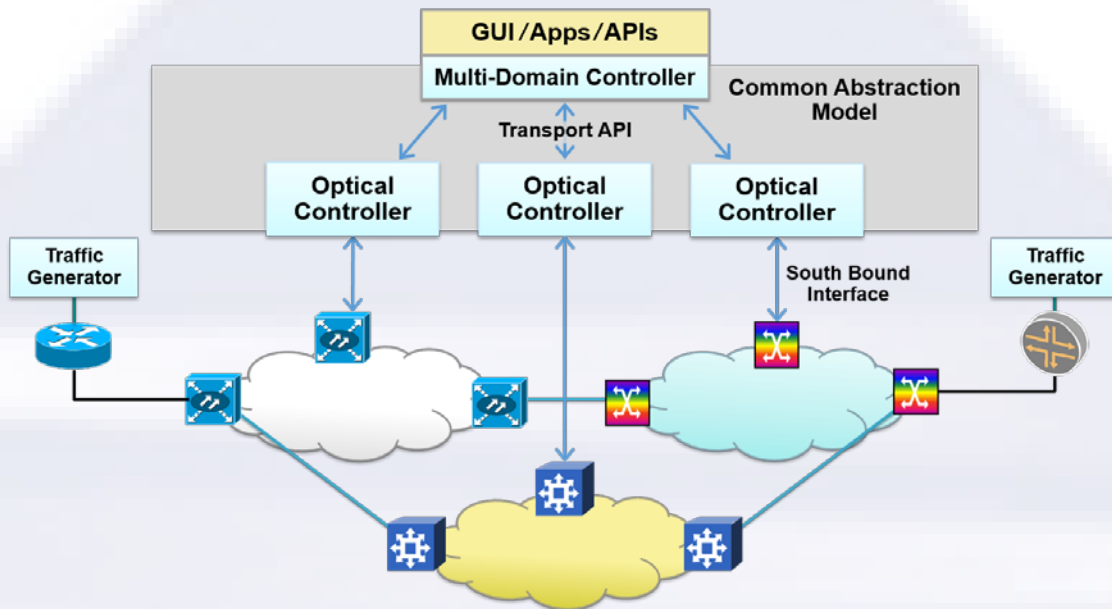 GUI/Apps/APIs
Multi-Domain Controller
Common Abstraction
Model
Transport API
Optical
Controller
Optical
Controller
Optical
Controller
Traffic
Generator
South Bound
Interface
Traffic
Generator